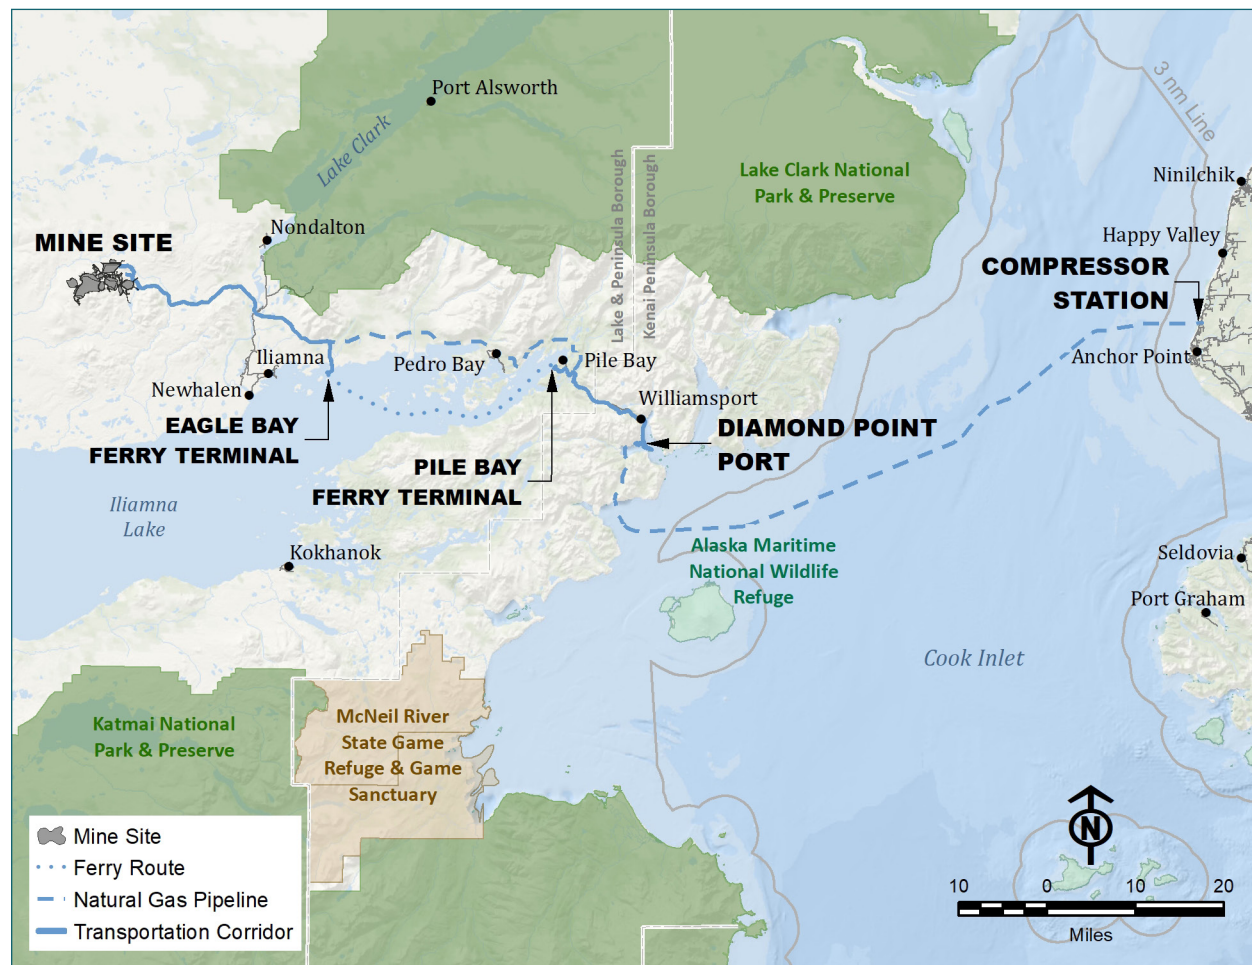 Port Alsworth
Lake Clark
3 nm Line
Lake & Peninsula Borough
Kenai Peninsula Borough
Lake Clark National
Park & Preserve
Ninilchik
Nondalton
MINE SITE
Happy Valley
COMPRESSOR
STATION
Iliamna
Pedro Bay
Pile Bay
Anchor Point
Newhalen
Williamsport
EAGLE BAY
FERRY TERMINAL
DIAMOND POINT
PORT
PILE BAY
FERRY TERMINAL
Iliamna
Lake
Alaska Maritime
National Wildlife
Refuge
Kokhanok
Seldovia
Port Graham
Cook Inlet
Katmai National
Park & Preserve
McNeil River
State Game
Refuge & Game
Sanctuary
Mine Site
Ferry Route
Natural Gas Pipeline
Transportation Corridor
N
10 0 10 20
Miles